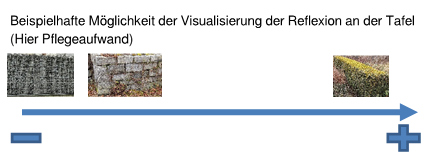 Beispielhafte Möglichkeit der Visualisierung der Reflexion an der Tafel
(Hier Pflegeaufwand)